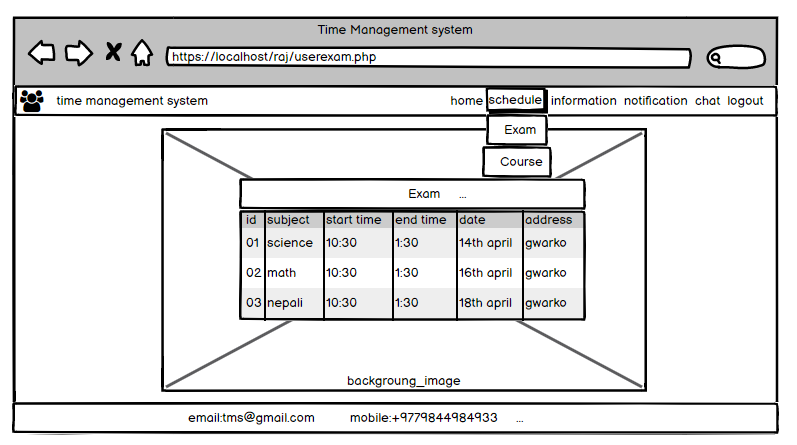 Time Management system
https://localhost/raj/userexam.php
time management system home schedule information notification chat logout
Exam
Course
Exam ...
id subject start time end time date address
01 science 10:30 1:30 14th april gwarko
02 math 10:30 1:30 16th april gwarko
03 nepali 10:30 1:30 18th april gwarko
backgroung_image
email:tms@gmail.com mobile:+9779844984933 ...